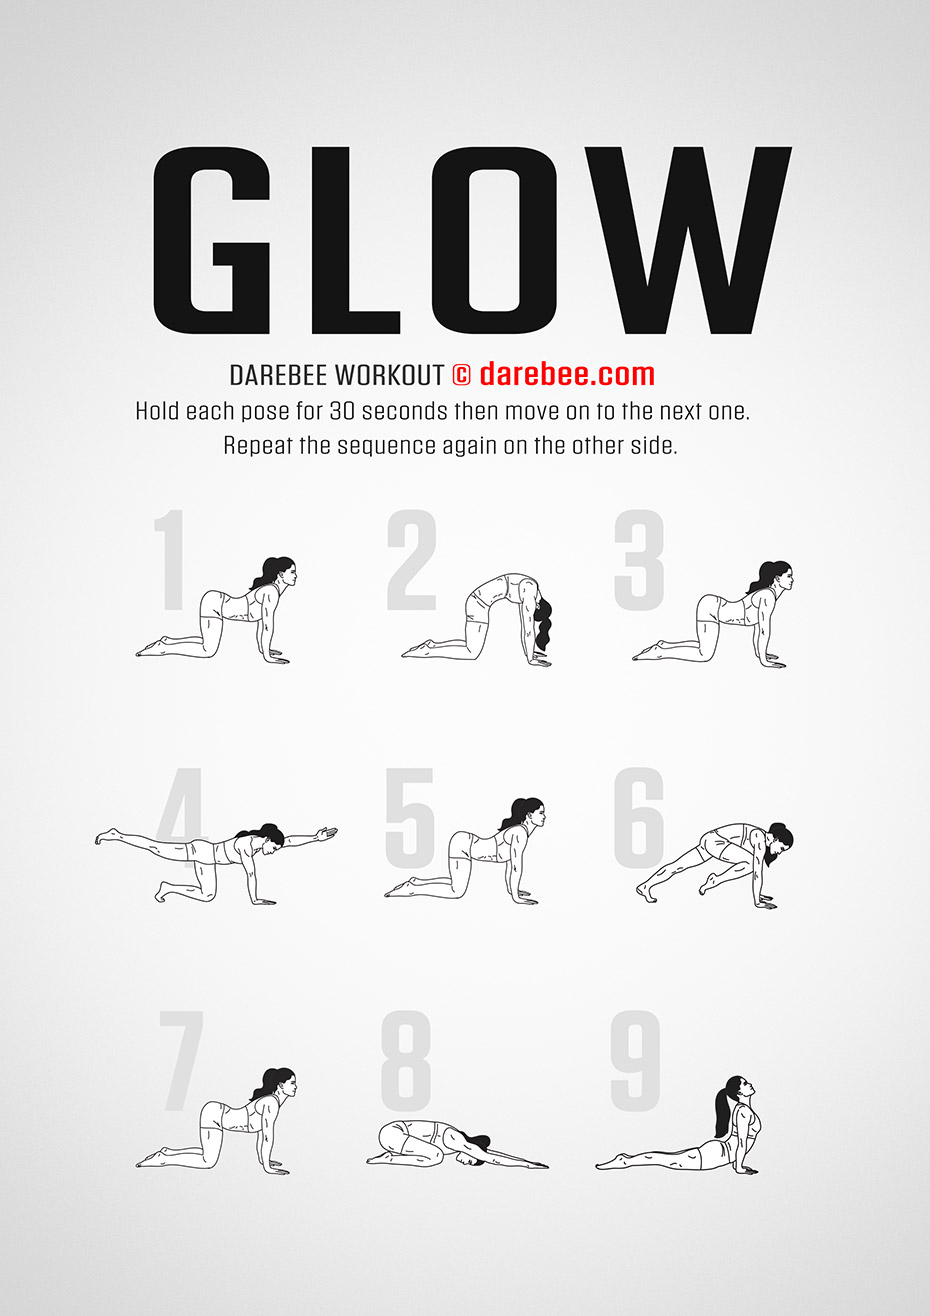 GLOW
DAREBEE WORKOUT © darebee.com
Hold each pose for 30 seconds then move on to the next one.
Repeat the sequence again on the other side.
1 2 3
4 5 6
7 8 9